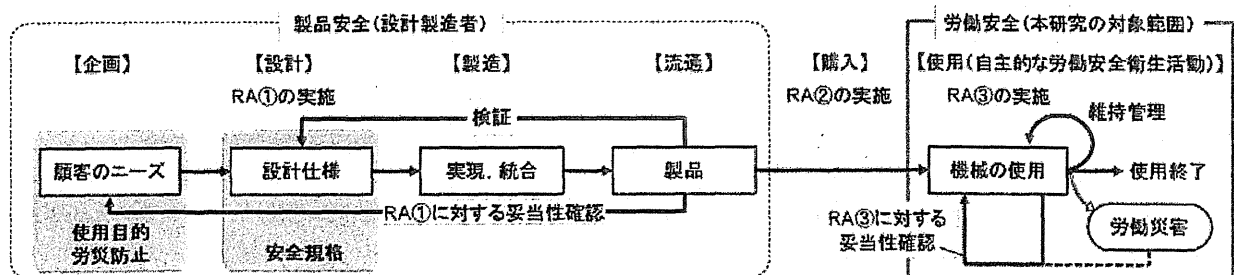 製品安全(設計製造者)
労働安全(本研究の対象範囲)
【企画】
【設計】
【製造】
【流通】
【購入】
【使用(自主的な労働安全衛生活動)】
RA①の実施
RA②の実施
RA③の実施
検証
維持管理
顧客のニーズ
設計仕様
実現,統合
製品
機械の使用
使用終了
RA①に対する妥当性確認
使用目的
労災防止
安全規格
RA③に対する
妥当性確認
労働災害